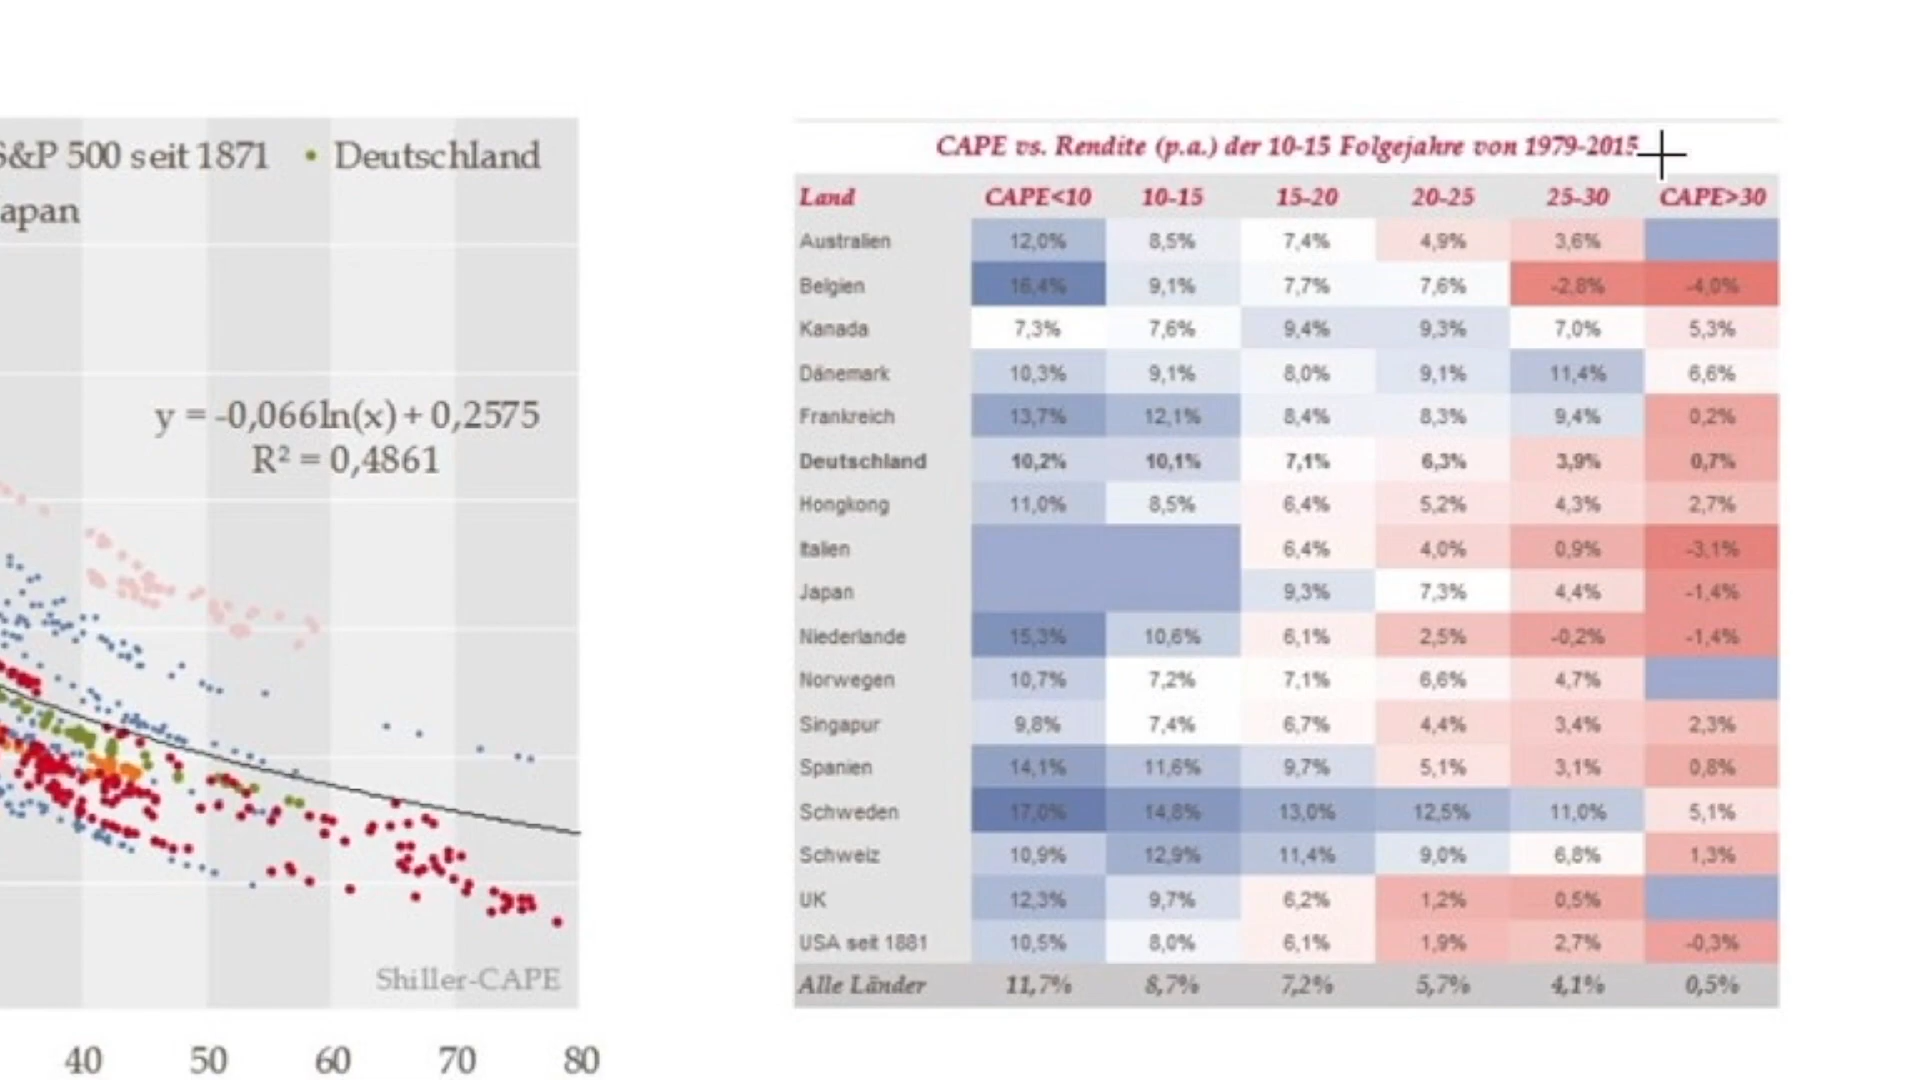 S&P 500 seit 1871 • Deutschland
apan
y = -0,066ln(x) + 0,2575
R² = 0,4861
Shiller-CAPE
40 50 60 70 80
CAPE vs. Rendite (p.a.) der 10-15 Folgejahre von 1979-2015
Land CAPE<10 10-15 15-20 20-25 25-30 CAPE>30
Australien 12,0% 8,5% 7,4% 4,9% 3,6%
Belgien 16,4% 9,1% 7,7% 7,6% -2,8% -4,0%
Kanada 7,3% 7,6% 9,4% 9,3% 7,0% 5,3%
Dänemark 10,3% 9,1% 8,0% 9,1% 11,4% 6,6%
Frankreich 13,7% 12,1% 8,4% 8,3% 9,4% 0,2%
Deutschland 10,2% 10,1% 7,1% 6,3% 3,9% 0,7%
Hongkong 11,0% 8,5% 6,4% 5,2% 4,3% 2,7%
Italien 6,4% 4,0% 0,9% -3,1%
Japan 9,3% 7,3% 4,4% -1,4%
Niederlande 15,3% 10,6% 6,1% 2,5% -0,2% -1,4%
Norwegen 10,7% 7,2% 7,1% 6,6% 4,7%
Singapur 9,8% 7,4% 6,7% 4,4% 3,4% 2,3%
Spanien 14,1% 11,6% 9,7% 5,1% 3,1% 0,8%
Schweden 17,0% 14,8% 13,0% 12,5% 11,0% 5,1%
Schweiz 10,9% 12,9% 11,4% 9,0% 6,8% 1,3%
UK 12,3% 9,7% 6,2% 1,2% 0,5%
USA seit 1881 10,5% 8,0% 6,1% 1,9% 2,7% -0,3%
Alle Länder 11,7% 8,7% 7,2% 5,7% 4,1% 0,5%